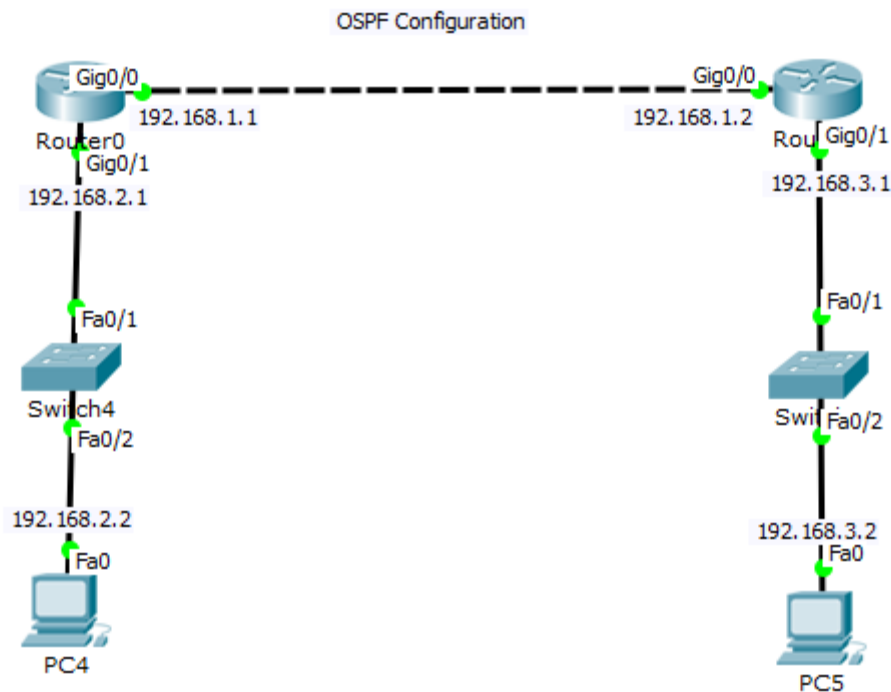 OSPF Configuration
Gig0/0
Gig0/0
192.168.1.1
192.168.1.2
Router0
Rou
Gig0/1
Gig0/1
192.168.2.1
192.168.3.1
Fa0/1
Fa0/1
Switch4
Swit
Fa0/2
Fa0/2
192.168.2.2
192.168.3.2
Fa0
Fa0
PC4
PC5